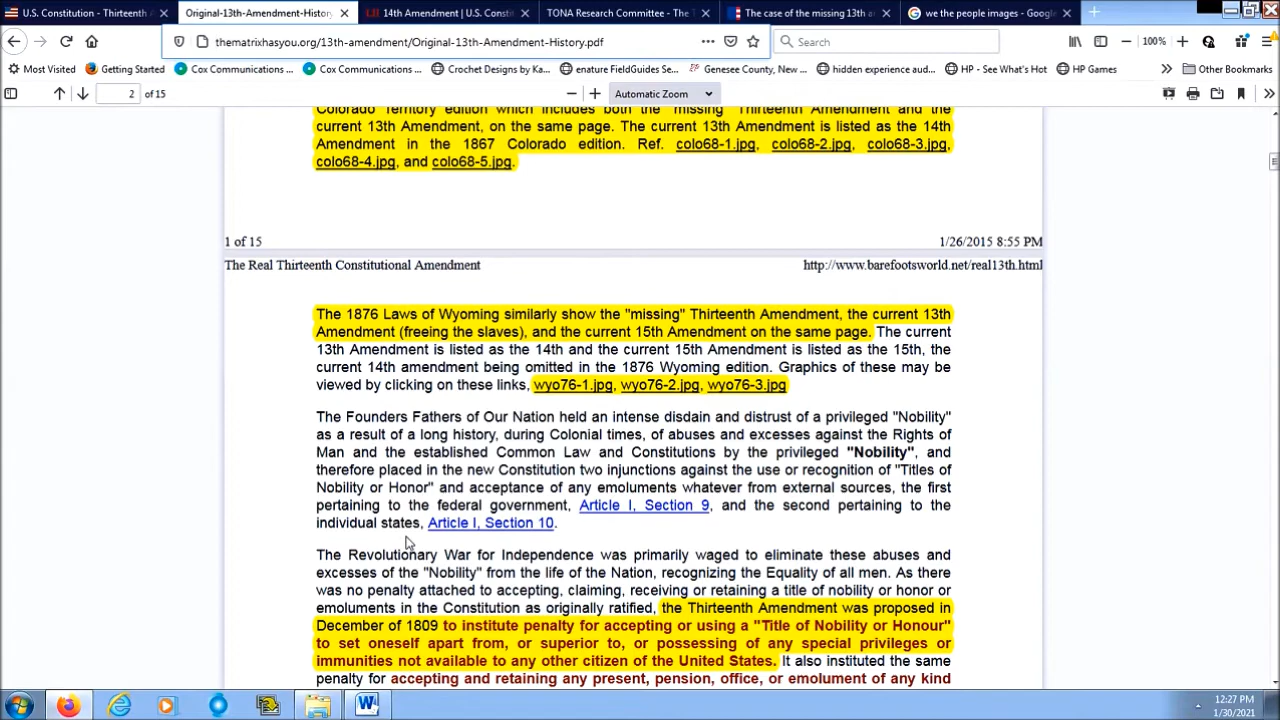 U.S. Constitution - Thirteenth A
Original-13th-Amendment-History
14th Amendment | U.S. Consti
TONA Research Committee - The T
The case of the missing 13th am
we the people images - Google
thematrixhasyou.org/13th-amendment/Original-13th-Amendment-History.pdf
Search
100%
Most Visited
Getting Started
Cox Communications ...
Cox Communications ...
Crochet Designs by Ka...
enature FieldGuides Se...
Genesee County, New ...
hidden experience aud...
HP - See What's Hot
HP Games
Other Bookmarks
2 of 15
Automatic Zoom
Colorado Territory edition which includes both the "missing" Thirteenth Amendment and the
current 13th Amendment, on the same page. The current 13th Amendment is listed as the 14th
Amendment in the 1867 Colorado edition. Ref. colo68-1.jpg, colo68-2.jpg, colo68-3.jpg,
colo68-4.jpg, and colo68-5.jpg.
1 of 15
1/26/2015 8:55 PM
The Real Thirteenth Constitutional Amendment
http://www.barefootsworld.net/real13th.html
The 1876 Laws of Wyoming similarly show the "missing" Thirteenth Amendment, the current 13th
Amendment (freeing the slaves), and the current 15th Amendment on the same page. The current
13th Amendment is listed as the 14th and the current 15th Amendment is listed as the 15th, the
current 14th amendment being omitted in the 1876 Wyoming edition. Graphics of these may be
viewed by clicking on these links, wyo76-1.jpg, wyo76-2.jpg, wyo76-3.jpg
The Founders Fathers of Our Nation held an intense disdain and distrust of a privileged "Nobility"
as a result of a long history, during Colonial times, of abuses and excesses against the Rights of
Man and the established Common Law and Constitutions by the privileged "Nobility", and
therefore placed in the new Constitution two injunctions against the use or recognition of "Titles of
Nobility or Honor" and acceptance of any emoluments whatever from external sources, the first
pertaining to the federal government, Article I, Section 9, and the second pertaining to the
individual states, Article I, Section 10.
The Revolutionary War for Independence was primarily waged to eliminate these abuses and
excesses of the "Nobility" from the life of the Nation, recognizing the Equality of all men. As there
was no penalty attached to accepting, claiming, receiving or retaining a title of nobility or honor or
emoluments in the Constitution as originally ratified, the Thirteenth Amendment was proposed in
December of 1809 to institute penalty for accepting or using a "Title of Nobility or Honour"
to set oneself apart from, or superior to, or possessing of any special privileges or
immunities not available to any other citizen of the United States. It also instituted the same
penalty for accepting and retaining any present, pension, office, or emolument of any kind
12:27 PM
1/30/2021